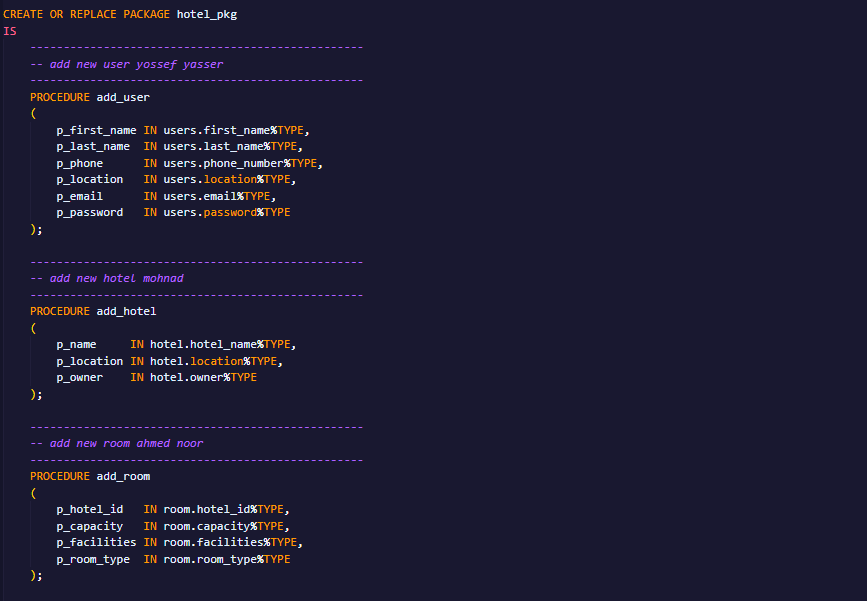 CREATE OR REPLACE PACKAGE hotel_pkg
IS
    --------------------------------------------------
    -- add new user yossef yasser
    --------------------------------------------------
    PROCEDURE add_user
    (
        p_first_name IN users.first_name%TYPE,
        p_last_name  IN users.last_name%TYPE,
        p_phone      IN users.phone_number%TYPE,
        p_location   IN users.location%TYPE,
        p_email      IN users.email%TYPE,
        p_password   IN users.password%TYPE
    );

    --------------------------------------------------
    -- add new hotel mohnad
    --------------------------------------------------
    PROCEDURE add_hotel
    (
        p_name     IN hotel.hotel_name%TYPE,
        p_location IN hotel.location%TYPE,
        p_owner    IN hotel.owner%TYPE
    );

    --------------------------------------------------
    -- add new room ahmed noor
    --------------------------------------------------
    PROCEDURE add_room
    (
        p_hotel_id   IN room.hotel_id%TYPE,
        p_capacity   IN room.capacity%TYPE,
        p_facilities IN room.facilities%TYPE,
        p_room_type  IN room.room_type%TYPE
    );